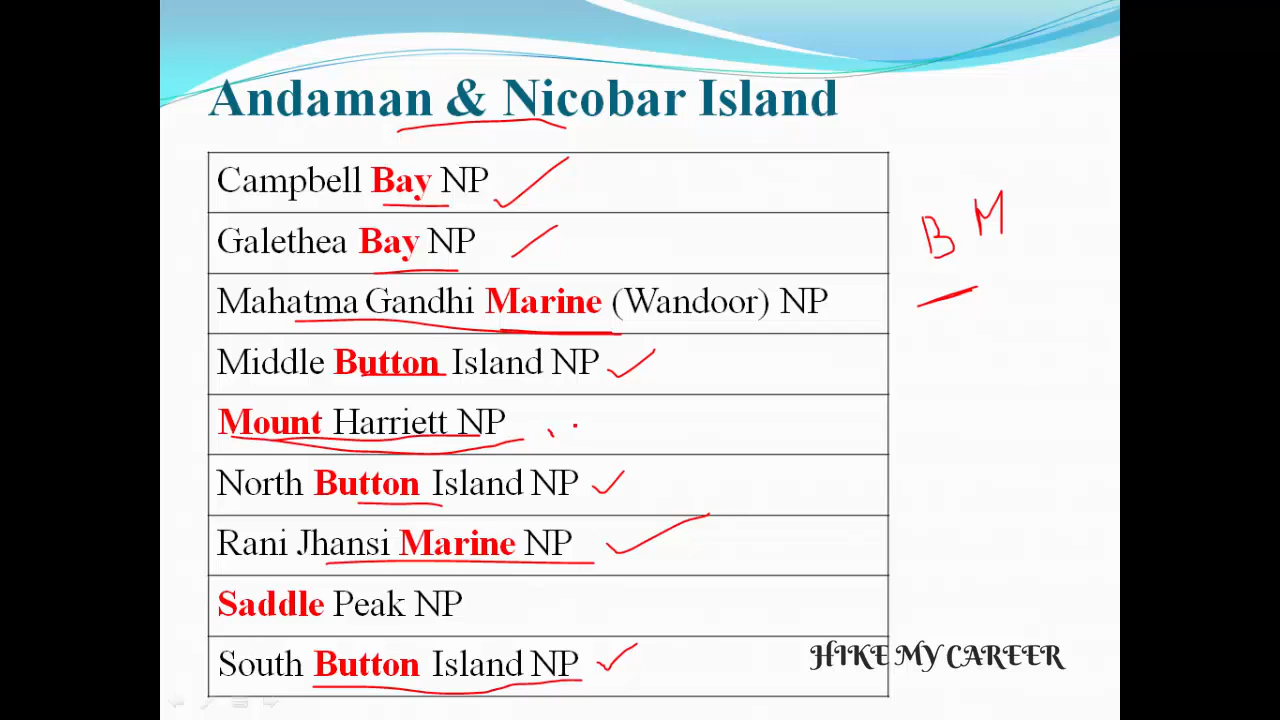 Andaman & Nicobar Island
Campbell Bay NP
Galethea Bay NP
B M
Mahatma Gandhi Marine (Wandoor) NP
Middle Button Island NP
Mount Harriett NP
North Button Island NP
Rani Jhansi Marine NP
Saddle Peak NP
South Button Island NP
HIKE MY CAREER